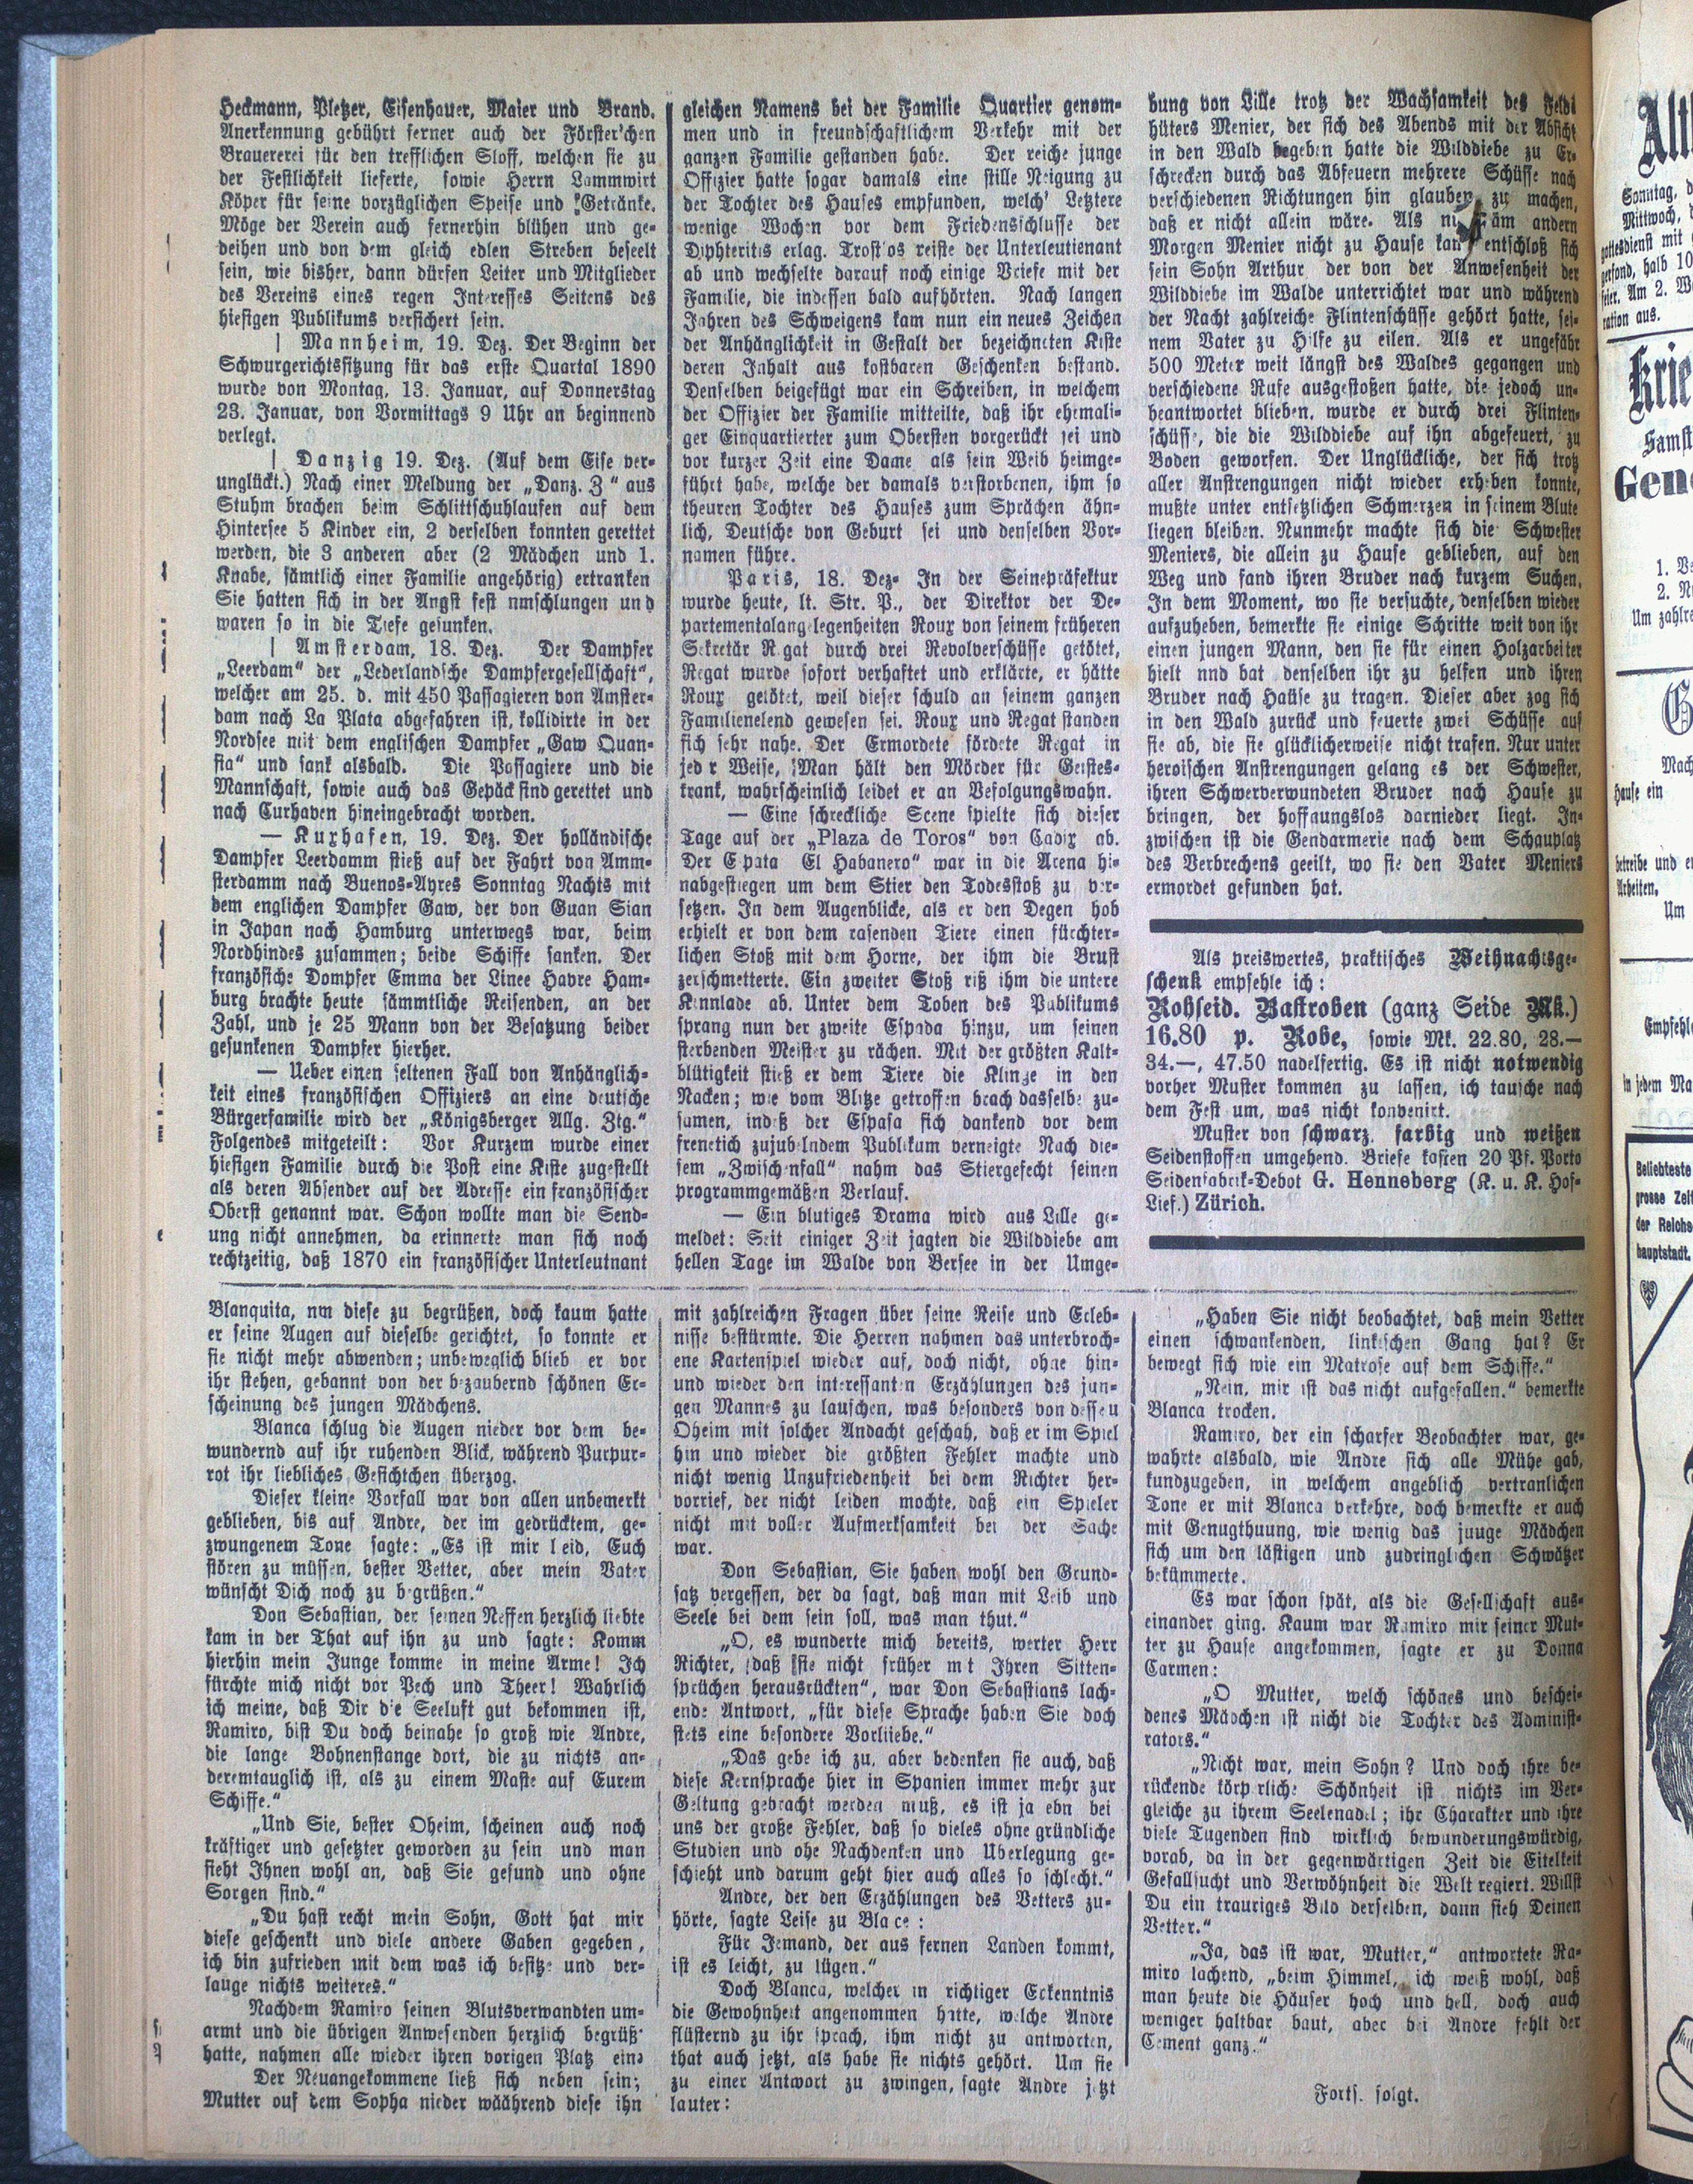 Heckmann, Pletzer, Eisenhauer, Maier und Brand.
Anerkennung gebührt ferner auch der Förster'chen
Brauererei für den trefflichen Sloff, welchen sie zu
der Festlichkeit lieferte, sowie Herrn Lammwirt
Köper für seine vorzüglichen Speise und Getränke.
Möge der Verein auch fernerhin blühen und ge-
deihen und von dem gleich edlen Streben beseelt
sein, wie bisher, dann dürfen Leiter und Mitglieder
des Vereins eines regen Interesses Seitens des
hiesigen Publikums versichert sein.
| Mannheim, 19. Dez. Der Beginn der
Schwurgerichtssitzung für das erste Quartal 1890
wurde von Montag, 13. Januar, auf Donnerstag
23. Januar, von Vormittags 9 Uhr an beginnend
verlegt.
| Danzig 19. Dez. (Auf dem Eise ver-
unglückt.) Nach einer Meldung der „Danz. Z“ aus
Stuhm brachen beim Schlittschuhlaufen auf dem
Hintersee 5 Kinder ein, 2 derselben konnten gerettet
werden, die 3 anderen aber (2 Mädchen und 1.
Knabe, sämtlich einer Familie angehörig) ertranken
Sie hatten sich in der Angst fest nmschlungen und
waren so in die Tiefe gesunken.
| Amsterdam, 18. Dez. Der Dampfer
„Leerdam“ der „Lederlandsche Dampfergesellschaft“,
welcher am 25. d. mit 450 Passagieren von Amster-
dam nach La Plata abgefahren ist, kollidirte in der
Nordsee mit dem englischen Dampfer „Gaw Quan-
sia“ und sank alsbald. Die Passagiere und die
Mannschaft, sowie auch das Gepäck sind gerettet und
nach Curhaven hineingebracht worden.
— Kuxhafen, 19. Dez. Der holländische
Dampfer Leerdamm stieß auf der Fahrt von Amm-
sterdamm nach Buenos-Ayres Sonntag Nachts mit
dem englichen Dampfer Gaw, der von Guan Sian
in Japan nach Hamburg unterwegs war, beim
Nordhindes zusammen; beide Schiffe sanken. Der
französiche Dompfer Emma der Linee Havre Ham-
burg brachte heute sämmtliche Reisenden, an der
Zahl, und je 25 Mann von der Besatzung beider
gesunkenen Dampfer hierher.
— Ueber einen seltenen Fall von Anhänglich-
keit eines französischen Offiziers an eine deutsche
Bürgerfamilie wird der „Königsberger Allg. Ztg.“
Folgendes mitgeteilt: Vor Kurzem wurde einer
hiesigen Familie durch die Post eine Kiste zugestellt
als deren Absender auf der Adresse ein französischer
Oberst genannt war. Schon wollte man die Send-
ung nicht annehmen, da erinnerte man sich noch
rechtzeitig, daß 1870 ein französischer Unterleutnant
gleichen Namens bei der Familie Quartier genom-
men und in freundschaftlichem Verkehr mit der
ganzen Familie gestanden habe. Der reiche junge
Offizier hatte sogar damals eine stille Neigung zu
der Tochter des Hauses empfunden, welch' Letztere
wenige Wochen vor dem Friedensschlusse der
Diphteritis erlag. Trost os reiste der Unterleutienant
ab und wechselte darauf noch einige Briefe mit der
Familie, die indessen bald aufhörten. Nach langen
Jahren des Schweigens kam nun ein neues Zeichen
der Anhänglichkeit in Gestalt der bezeichneten Kiste
deren Inhalt aus kostbaren Geschenken bestand.
Denselben beigefügt war ein Schreiben, in welchem
der Offizier der Familie mitteilte, daß ihr ehemali-
ger Einquartierter zum Obersten vorgerückt sei und
vor kurzer Zeit eine Dame als sein Weib heimge-
führt habe, welche der damals verstorbenen, ihm so
theuren Tochter des Hauses zum Sprächen ähn-
lich, Deutsche von Geburt sei und denselben Vor-
namen führe.
Paris, 18. Dez. In der Seinepräfektur
wurde heute, lt. Str. P., der Direktor der De-
partementalangelegenheiten Roux von seinem früheren
Sekretär R gat durch drei Revolverschüsse getötet,
Regat wurde sofort verhaftet und erklärte, er hätte
Roux getötet, weil dieser schuld an seinem ganzen
Familienelend gewesen sei. Roux und Regat standen
sich sehr nahe. Der Ermordete fördete Regat in
jed r Weise, Man hält den Mörder für Geistes-
krank, wahrscheinlich leidet er an Befolgungswahn.
— Eine schreckliche Scene spielte sich dieser
Tage auf der „Plaza de Toros“ von Cadix ab.
Der E pata El Habanero“ war in die Arena hi-
nabgestiegen um dem Stier den Todesstoß zu ver-
setzen. In dem Augenblicke, als er den Degen hob
erhielt er von dem rasenden Tiere einen fürchter-
lichen Stoß mit dem Horne, der ihm die Brust
zerschmetterte. Ein zweiter Stoß riß ihm die untere
Kinnlade ab. Unter dem Toben des Publikums
sprang nun der zweite Espada hinzu, um seinen
sterbenden Meister zu rächen. Mit der größten Kalt-
blütigkeit stieß er dem Tiere die Klinge in den
Nacken; wie vom Blitze getroffen brach dasselbe zu-
samen, indeß der Espasa sich dankend vor dem
frenetich zujubelndem Publikum verneigte Nach die-
sem „Zwischenfall“ nahm das Stiergefecht seinen
programmgemäßen Verlauf.
— Ein blutiges Drama wird aus Lille ge-
meldet: Seit einiger Zeit jagten die Wilddiebe am
hellen Tage im Walde von Bersee in der Umge-
bung von Lille trotz der Wachsamkeit des Feld
hüters Menier, der sich des Abends mit der Absicht
in den Wald begeben hatte die Wilddiebe zu Er-
schrecken durch das Abfeuern mehrere Schüsse nach
verschiedenen Richtungen hin glauben zu machen,
daß er nicht allein wäre. Als am andern
Morgen Menier nicht zu Hause kam entschloß sich
sein Sohn Arthur der von der Anwesenheit der
Wilddiebe im Walde unterrichtet war und während
der Nacht zahlreiche Flintenschüsse gehört hatte, sei-
nem Vater zu Hilfe zu eilen. Als er ungefähr
500 Meter weit längst des Waldes gegangen und
verschiedene Rufe ausgestoßen hatte, die jedoch un-
beantwortet blieben, wurde er durch drei Flinten-
schüsse, die die Wilddiebe auf ihn abgefeuert, zu
Boden geworfen. Der Unglückliche, der sich trotz
aller Anstrengungen nicht wieder erheben konnte,
mußte unter entsetzlichen Schmerzen in seinem Blute
liegen bleiben. Nunmehr machte sich die Schwester
Meniers, die allein zu Hause geblieben, auf den
Weg und fand ihren Bruder nach kurzem Suchen.
In dem Moment, wo sie versuchte, denselben wieder
aufzuheben, bemerkte sie einige Schritte weit von ihr
einen jungen Mann, den sie für einen Holzarbeiter
hielt nnd bat denselben ihr zu helfen und ihren
Bruder nach Hause zu tragen. Dieser aber zog sich
in den Wald zurück und feuerte zwei Schüsse auf
sie ab, die sie glücklicherweise nicht trafen. Nur unter
heroischen Anstrengungen gelang es der Schwester,
ihren Schwerverwundeten Bruder nach Hause zu
bringen, der hoffnungslos darnieder liegt. In-
zwischen ist die Gendarmerie nach dem Schauplatz
des Verbrechens geeilt, wo sie den Vater Meniers
ermordet gefunden hat.
Als preiswertes, praktisches Weihnachtsge-
schenk empfehle ich:
Rohseid. Bastroben (ganz Seide Mk.)
16.80 p. Robe, sowie Mk. 22.80, 28.—
34.—, 47.50 nadelfertig. Es ist nicht notwendig
vorher Muster kommen zu lassen, ich tausche nach
dem Fest um, was nicht konvenirt.
Muster von schwarz. farbig und weißen
Seidenstoffen umgehend. Briefe kosten 20 Pf. Porto
Seidenfabrik-Debot G. Henneberg (K. u. K. Hof-
Lief.) Zürich.
Blanquita, nm diese zu begrüßen, doch kaum hatte
er seine Augen auf dieselbe gerichtet, so konnte er
sie nicht mehr abwenden; unbeweglich blieb er vor
ihr stehen, gebannt von der bezaubernd schönen Er-
scheinung des jungen Mädchens.
Blanca schlug die Augen nieder vor dem be-
wundernd auf ihr ruhenden Blick, während Purpur-
rot ihr liebliches Gesichtchen überzog.
Dieser kleine Vorfall war von allen unbemerkt
geblieben, bis auf Andre, der im gedrücktem, ge-
zwungenem Tone sagte: „Es ist mir leid, Euch
stören zu müssen, bester Vetter, aber mein Vater
wünscht Dich noch zu b grüßen.“
Don Sebastian, der seinen Neffen herzlich liebte
kam in der That auf ihn zu und sagte: Komm
hierhin mein Junge komme in meine Arme! Ich
fürchte mich nicht vor Pech und Theer! Wahrlich
ich meine, daß Dir die Seeluft gut bekommen ist,
Ramiro, bist Du doch beinahe so groß wie Andre,
die lange Bohnenstange dort, die zu nichts an-
deremtauglich ist, als zu einem Maste auf Eurem
Schiffe.“
„Und Sie, bester Oheim, scheinen auch noch
kräftiger und gesetzter geworden zu sein und man
sieht Ihnen wohl an, daß Sie gesund und ohne
Sorgen sind.“
„Du hast recht mein Sohn, Gott hat mir
diese geschenkt und viele andere Gaben gegeben,
ich bin zufrieden mit dem was ich besitze und ver-
lauge nichts weiteres.“
Nachdem Ramiro seinen Blutsverwandten um-
armt und die übrigen Anwesenden herzlich begrüß
hatte, nahmen alle wieder ihren vorigen Platz ein.
Der Neuangekommene ließ sich neben sein;
Mutter ouf dem Sopha nieder wäährend diese ihn
mit zahlreichen Fragen über seine Reise und Erleb-
nisse bestürmte. Die Herren nahmen das unterbroch-
ene Kartenspiel wieder auf, doch nicht, ohne hin-
und wieder den interessanten Erzählungen des jun-
gen Mannes zu lauschen, was besonders von dessen
Oheim mit solcher Andacht geschah, daß er im Spiel
hin und wieder die größten Fehler machte und
nicht wenig Unzufriedenheit bei dem Richter her-
vorrief, der nicht leiden mochte, daß ein Spieler
nicht mit voller Aufmerksamkeit bei der Sache
war.
Don Sebastian, Sie haben wohl den Grund-
satz vergessen, der da sagt, daß man mit Leib und
Seele bei dem sein soll, was man thut.“
„O, es wunderte mich bereits, werter Herr
Richter, daß sie nicht früher m t Ihren Sitten-
sprüchen herausrückten“, war Don Sebastians lach-
ende Antwort, „für diese Sprache haben Sie doch
stets eine besondere Vorliiebe.“
„Das gebe ich zu, aber bedenken sie auch, daß
diese Kernsprache hier in Spanien immer mehr zur
Geltung gebracht werden muß, es ist ja ebn bei
uns der große Fehler, daß so vieles ohne gründliche
Studien und ohe Nachdenken und Überlegung ge-
schieht und darum geht hier auch alles so schlecht.“
Andre, der den Erzählungen des Vetters zu-
hörte, sagte Leise zu Bla ce:
Für Jemand, der aus fernen Landen kommt,
ist es leicht, zu lügen.“
Doch Blanca, welcher in richtiger Erkenntnis
die Gewohnheit angenommen hatte, welche Andre
flüsternd zu ihr sprach, ihm nicht zu antworten,
that auch jetzt, als habe sie nichts gehört. Um sie
zu einer Antwort zu zwingen, sagte Andre jetzt
lauter:
„Haben Sie nicht beobachtet, daß mein Vetter
einen schwankenden, linkischen Gang hat? Er
bewegt sich wie ein Matrose auf dem Schiffe.“
„Nein, mir ist das nicht aufgefallen.“ bemerkte
Blanca trocken.
Ramiro, der ein scharfer Beobachter war, ge-
wahrte alsbald, wie Andre sich alle Mühe gab,
kundzugeben, in welchem angeblich vertranlichen
Tone er mit Blanca verkehre, doch bemerkte er auch
mit Genugthuung, wie wenig das juuge Mädchen
sich um den lästigen und zudringlichen Schwätzer
bekümmerte.
Es war schon spät, als die Gesellschaft aus-
einander ging. Kaum war Ramiro mir seiner Mut-
ter zu Hause angekommen, sagte er zu Donna
Carmen:
„O Mutter, welch schönes und beschei-
denes Mädchen ist nicht die Tochter des Administ-
rators.“
„Nicht war, mein Sohn? Und doch ihre be-
rückende körp rliche Schönheit ist nichts im Ver-
gleiche zu ihrem Seelenadel; ihr Charakter und ihre
viele Tugenden sind wirklich bewunderungswürdig,
vorab, da in der gegenwärtigen Zeit die Eitelkeit
Gefallsucht und Verwöhnheit die Welt regiert. Willst
Du ein trauriges Bild derselben, dann sieh Deinen
Vetter.“
„Ja, das ist war, Mutter,“ antwortete Ra-
miro lachend, „beim Himmel, ich weiß wohl, daß
man heute die Häuser hoch und hell, doch auch
weniger haltbar baut, aber bei Andre fehlt der
Cement ganz.“
Forts. folgt.
Sonntag,
Mittwoch,
gottesdienst mit
halb 10
Am 2.
ration aus.
Samst
1.
2.
Um zahlre
Mach
Hause ein
betreibe und
Arbeiten,
Um
Empfehle
in jedem
Beliebteste
grosse Zeit
der Reichs
hauptstadt.